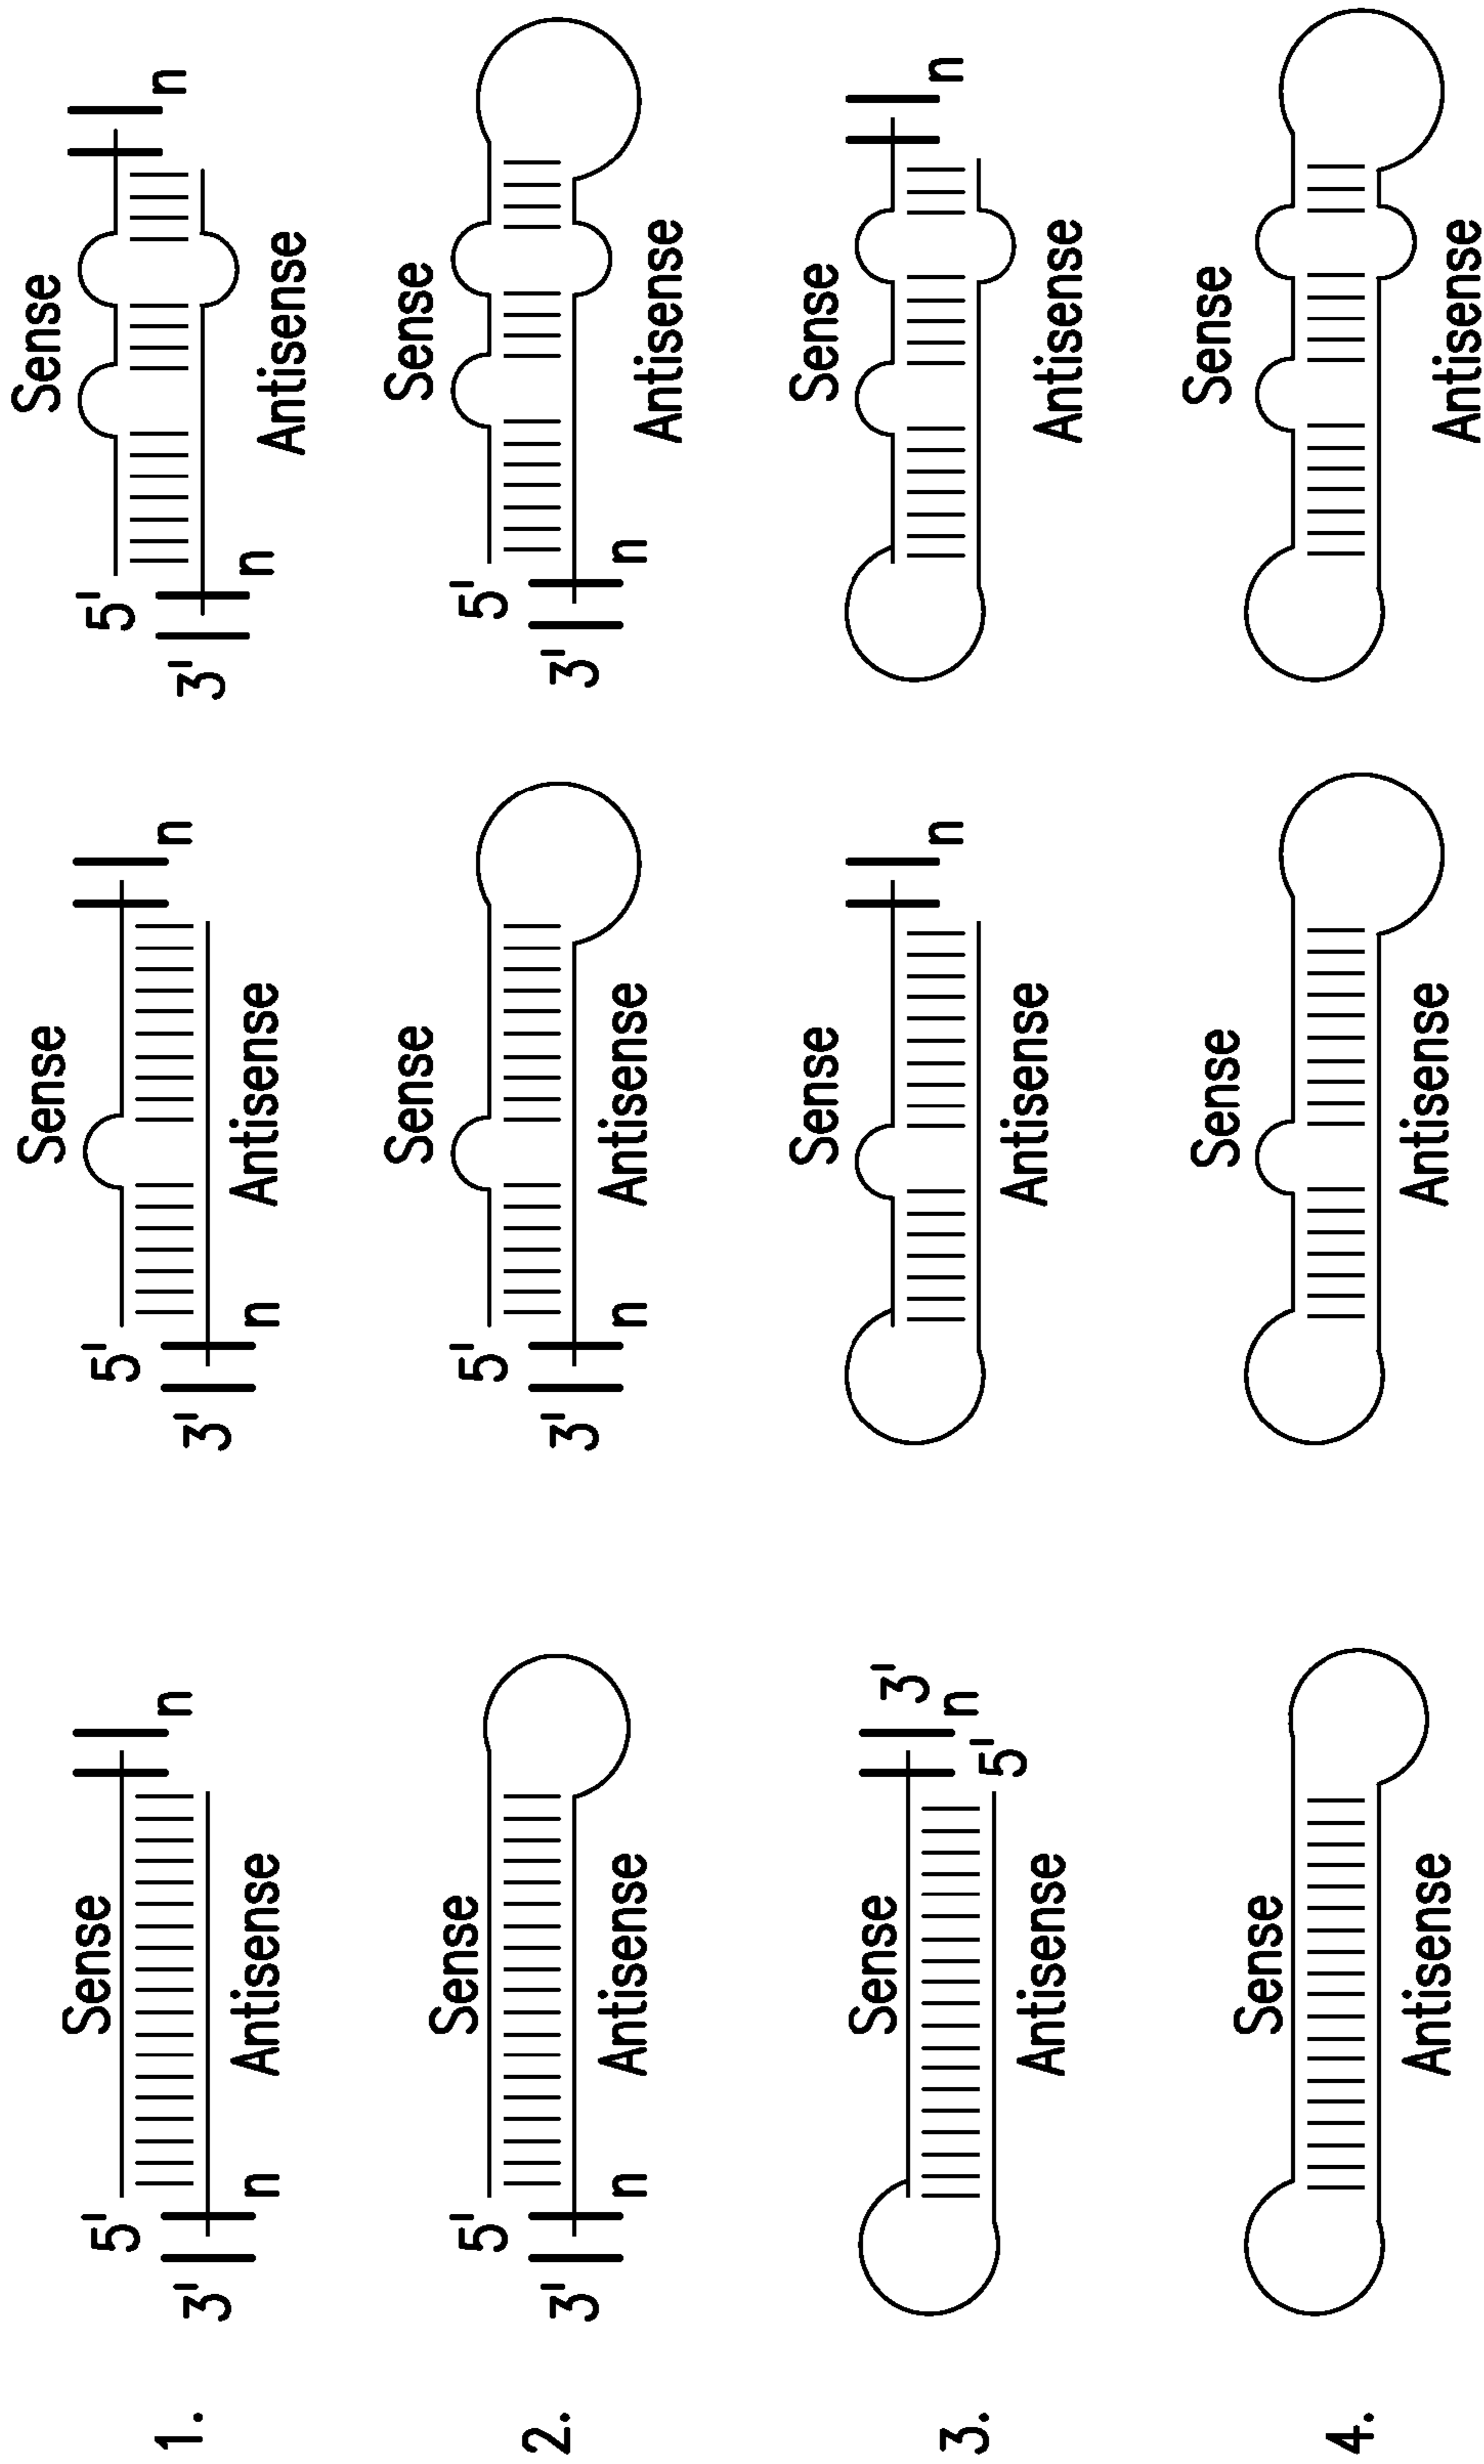 Sense Sense Sense
1. 5' n 5' n 5' n
3' n 3' n 3' n
Antisense Antisense Antisense
Sense Sense Sense
2. 5' 5' 5'
3' n 3' n 3' n
Antisense Antisense Antisense
Sense Sense Sense
3. 3' n n n
5'
Antisense Antisense Antisense
Sense Sense Sense
4.
Antisense Antisense Antisense